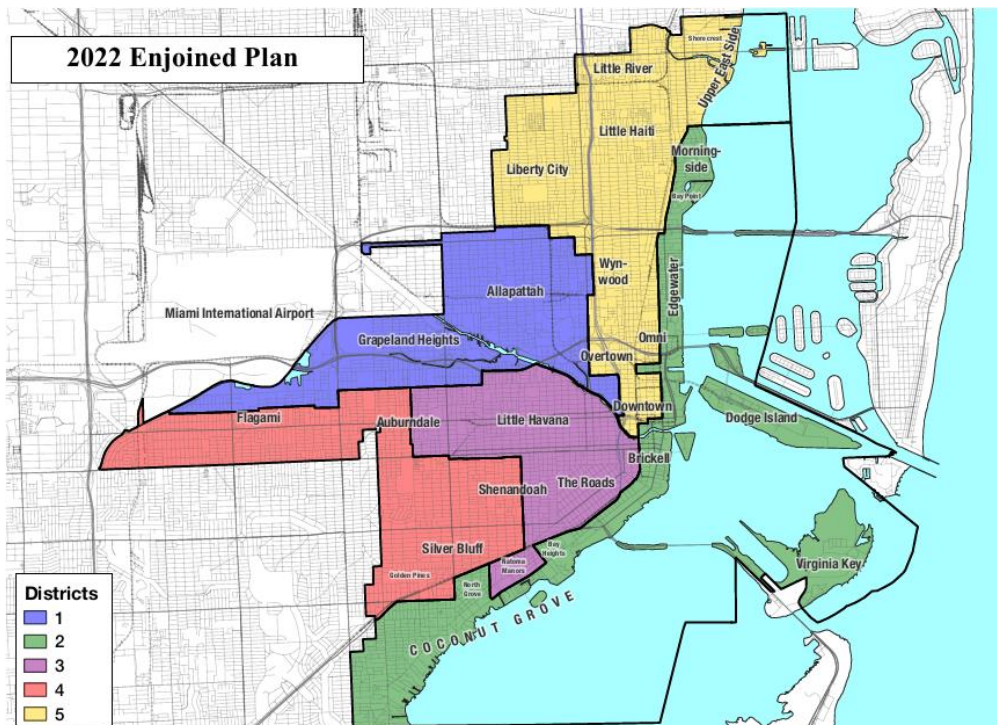 2022 Enjoined Plan
Shorecrest
Upper East Side
Little River
Little Haiti
Morning-
side
Liberty City
Bay Point
Wyn-
wood
Edgewater
Allapattah
Miami International Airport
Grapeland Heights
Omni
Overtown
Downtown
Flagami
Auburndale
Little Havana
Dodge Island
Brickell
Shenandoah
The Roads
Silver Bluff
Bay
Heights
Natoma
Manors
Virginia Key
Golden Pines
North
Grove
COCONUT GROVE
Districts
1
2
3
4
5